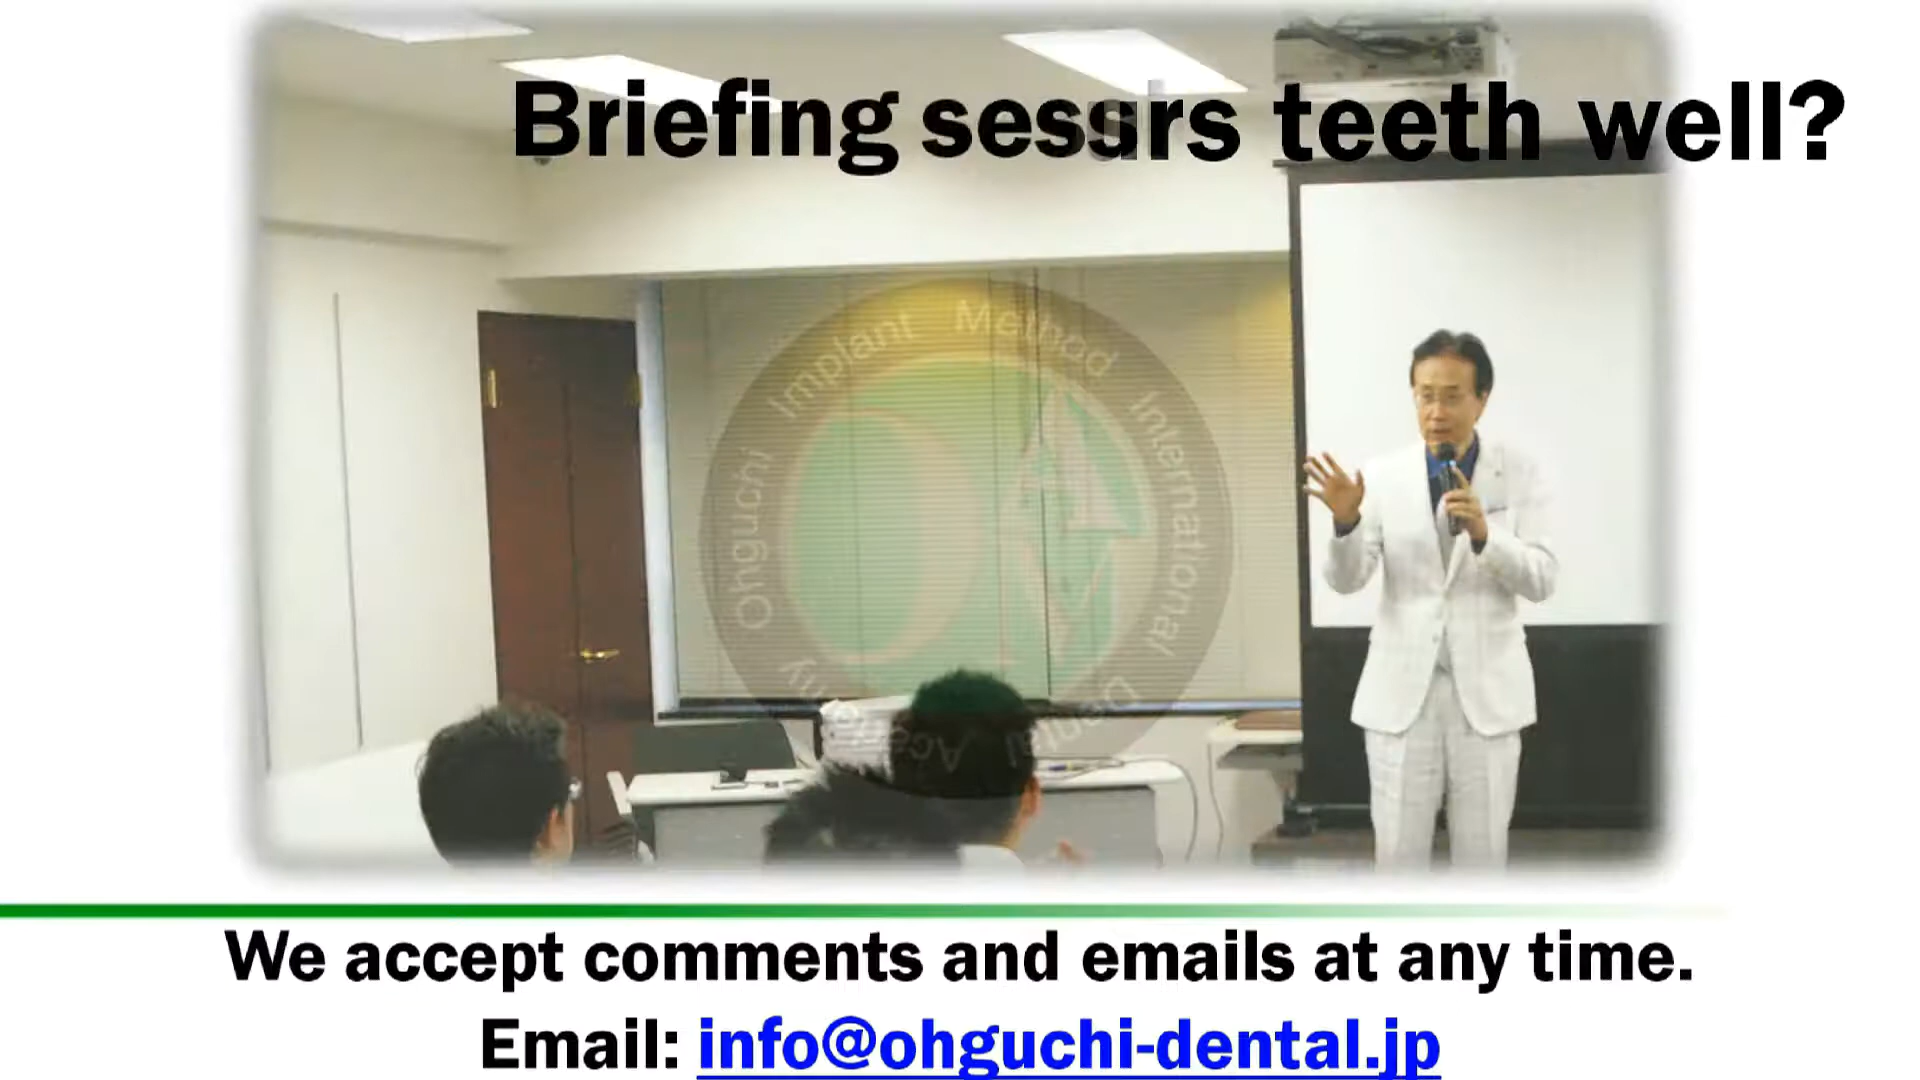 Briefing sessırs teeth well?
Ohguchi Implant Method International Dental Academy
We accept comments and emails at any time.
Email: info@ohguchi-dental.jp